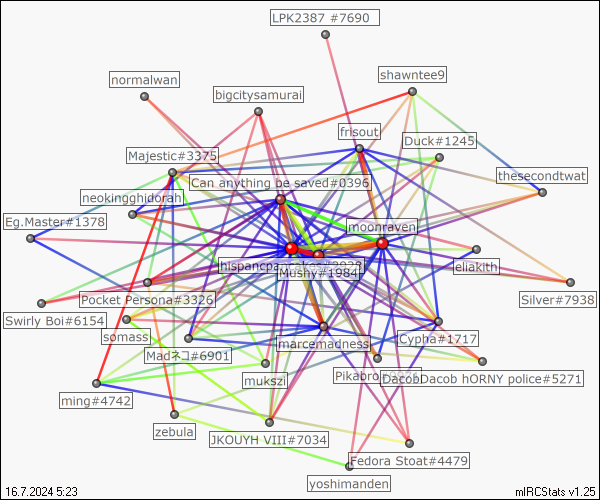 LPK2387 #7690
shawntee9
normalwan
bigcitysamurai
frisout
Duck#1245
Majestic#3375
thesecondtwat
Can anything be saved#0396
neokingghidorah
Eg.Master#1378
moonraven
eliakith
Mushy#1984
Silver#7938
Pocket Persona#3326
Swirly Boi#6154
somass
marcemadness
Cypha#1717
Madネコ#6901
Pikabro
DacobDacob hORNY police#5271
mukszi
ming#4742
zebula
JKOUYH VIII#7034
Fedora Stoat#4479
yoshimanden
16.7.2024 5:23
mIRCStats v1.25